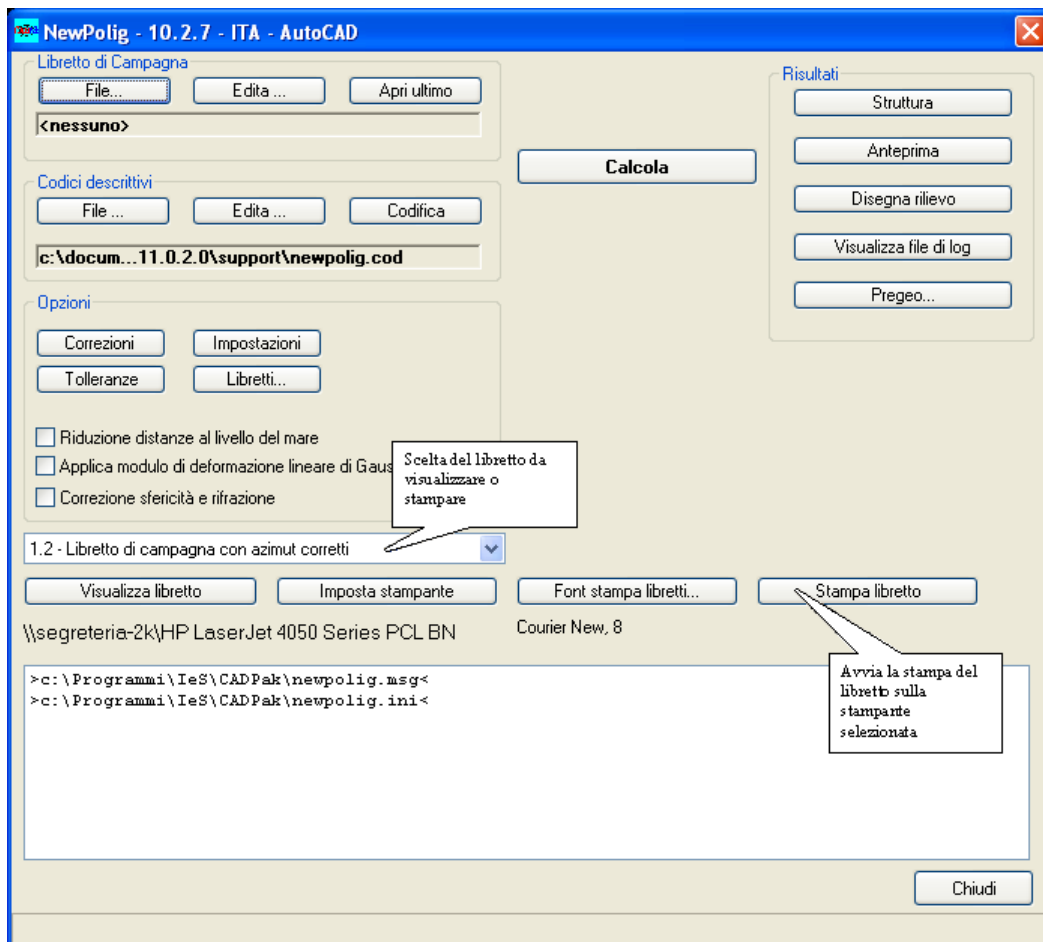 NewPolig - 10.2.7 - ITA - AutoCAD
Libretto di Campagna
File...
Edita ...
Apri ultimo
<nessuno>
Codici descrittivi
File ...
Edita ...
Codifica
c:\docum...11.0.2.0\support\newpolig.cod
Opzioni
Correzioni
Impostazioni
Tolleranze
Libretti...
Riduzione distanze al livello del mare
Applica modulo di deformazione lineare di Gaus
Correzione sfericità e rifrazione
Calcola
Risultati
Struttura
Anteprima
Disegna rilievo
Visualizza file di log
Pregeo...
Scelta del libretto da
visualizzare o
stampare
1.2 - Libretto di campagna con azimut corretti
Visualizza libretto
Imposta stampante
Font stampa libretti...
Stampa libretto
\\segreteria-2k\HP LaserJet 4050 Series PCL BN
Courier New, 8
>c:\Programmi\IeS\CADPak\newpolig.msg<
>c:\Programmi\IeS\CADPak\newpolig.ini<
Avvia la stampa del
libretto sulla
stampante
selezionata
Chiudi